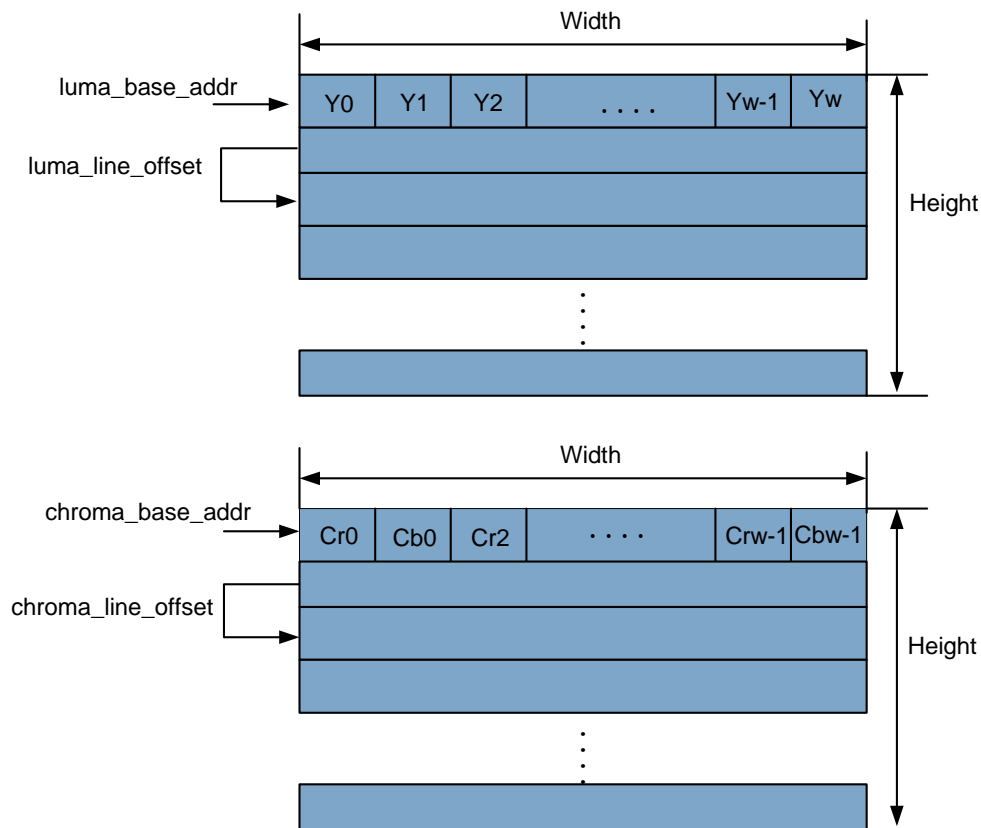 Width
luma_base_addr
Y0 Y1 Y2 . . . . Yw-1 Yw
luma_line_offset
Height
Width
chroma_base_addr
Cr0 Cb0 Cr2 . . . . Crw-1 Cbw-1
chroma_line_offset
Height